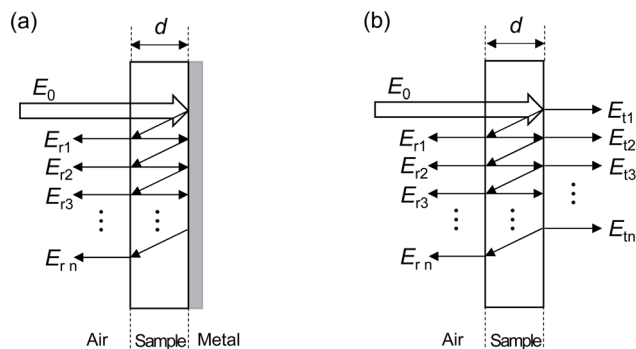 (a)
d
E0
Er1
Er2
Er3
Er n
Air Sample Metal
(b)
d
E0
Er1
Er2
Er3
Er n
Et1
Et2
Et3
Etn
Air Sample